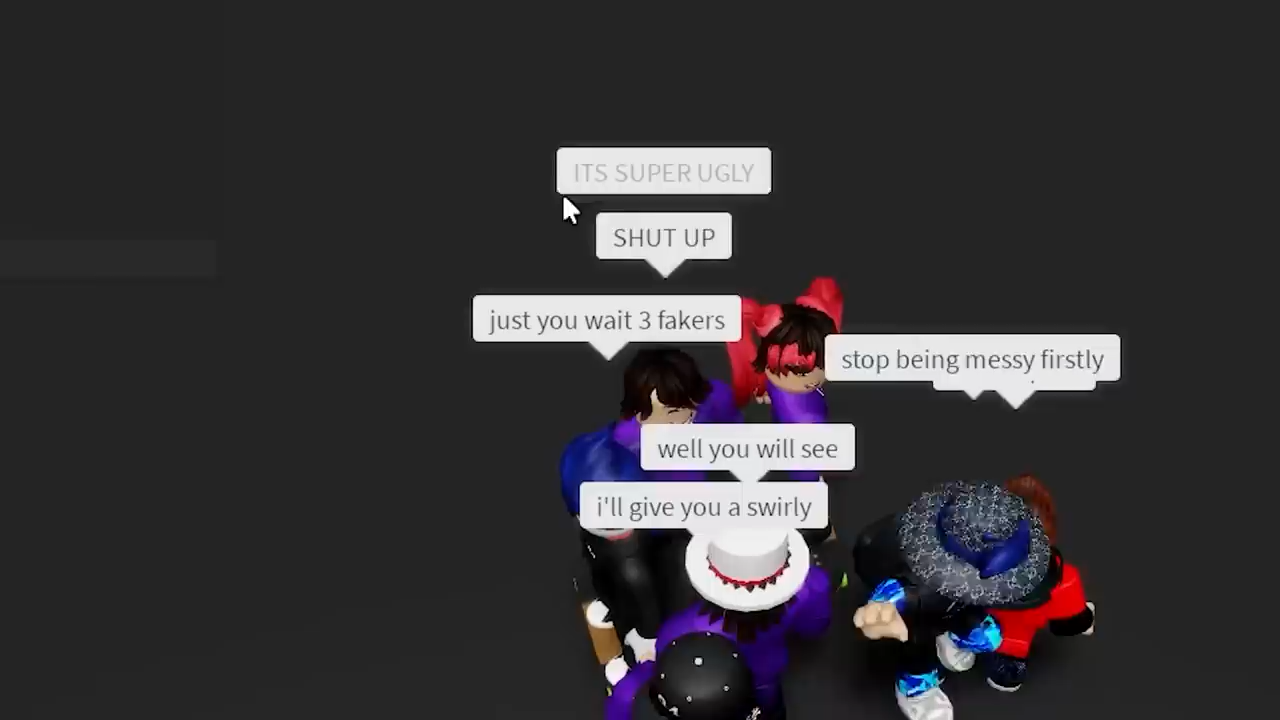 ITS SUPER UGLY
SHUT UP
just you wait 3 fakers
stop being messy firstly
well you will see
i'll give you a swirly